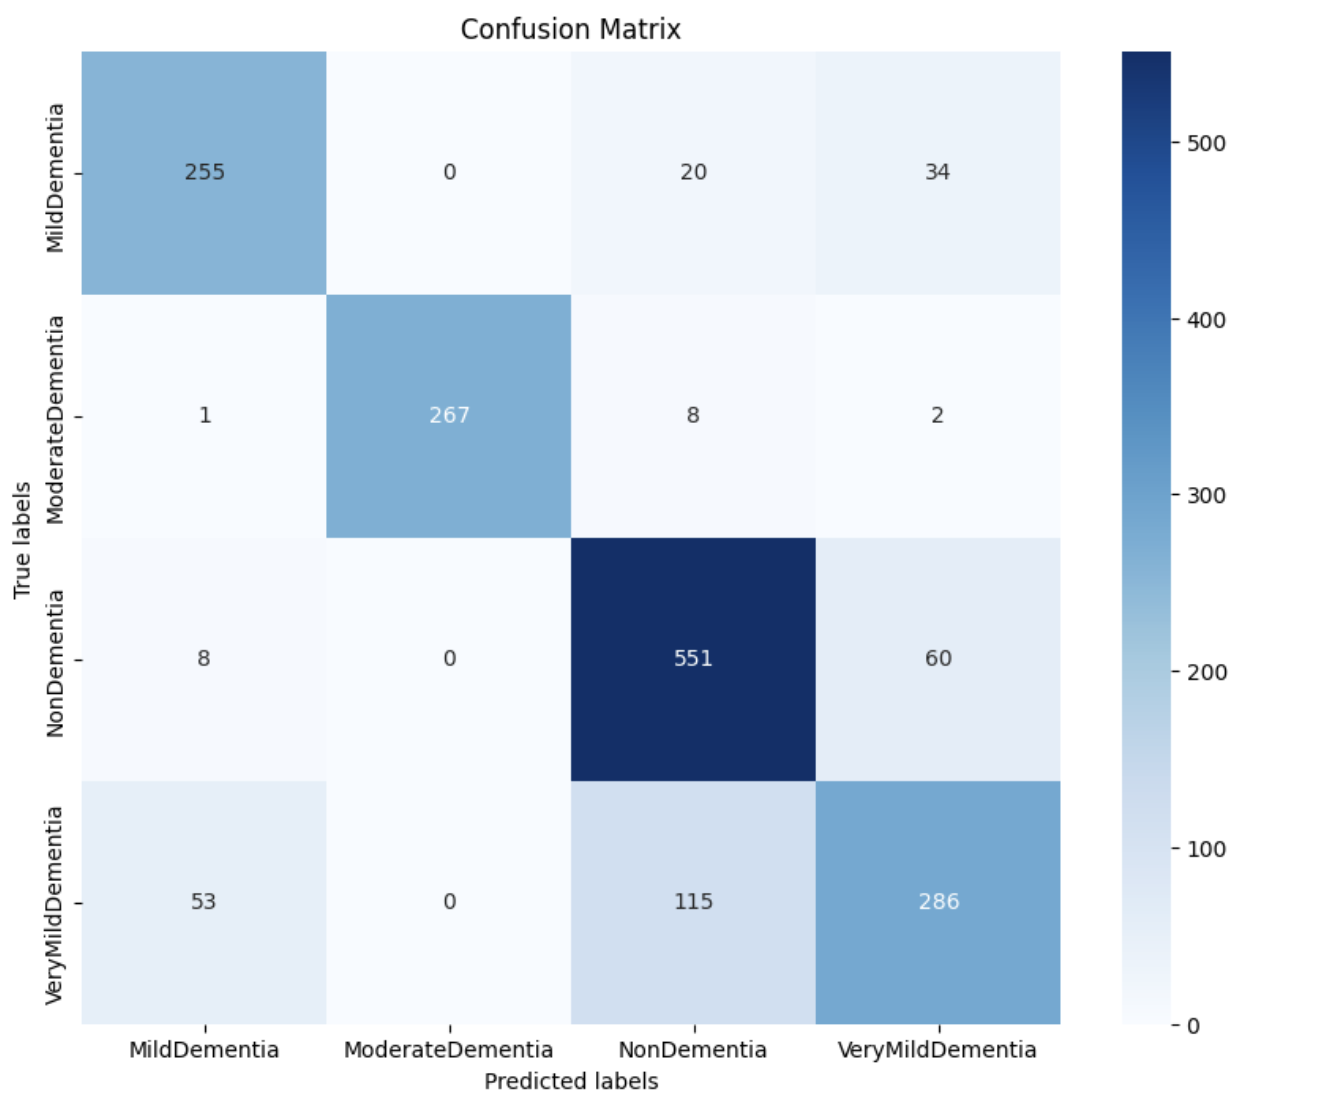 Confusion Matrix
True labels
MildDementia
255 0 20 34
ModerateDementia
1 267 8 2
NonDementia
8 0 551 60
VeryMildDementia
53 0 115 286
MildDementia ModerateDementia NonDementia VeryMildDementia
Predicted labels
500
400
300
200
100
0